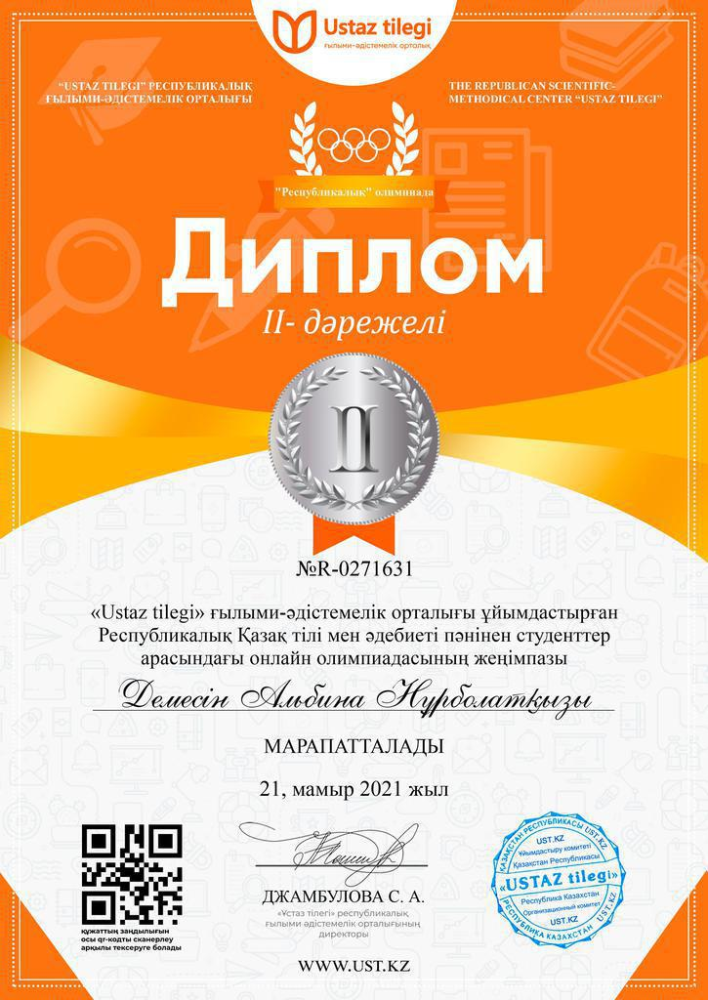 Ustaz tilegi
ғылыми-әдістемелік орталық
"USTAZ TILEGI" РЕСПУБЛИКАЛЫҚ
ҒЫЛЫМИ-ӘДІСТЕМЕЛІК ОРТАЛЫҒЫ
THE REPUBLICAN SCIENTIFIC-
METHODICAL CENTER "USTAZ TILEGI"
"Республикалық" олимпиада
Диплом
II- дәрежелі
II
№R-0271631
«Ustaz tilegi» ғылыми-әдістемелік орталығы ұйымдастырған
Республикалық Қазақ тілі мен әдебиеті пәнінен студенттер
арасындағы онлайн олимпиадасының жеңімпазы
Демесін Альбина Нұрболатқызы
МАРАПАТТАЛАДЫ
21, мамыр 2021 жыл
құжаттың заңдылығын
осы qr-кодты сканерлеу
арқылы тексеруге болады
ДЖАМБУЛОВА С. А.
«Ұстаз тілегі» республикалық
ғылыми әдістемелік орталығының
директоры
WWW.UST.KZ
ҚАЗАҚСТАН РЕСПУБЛИКАСЫ UST.KZ
UST.KZ
Ұйымдастыру комитеті
Қазақстан Республикасы
«USTAZ tilegi»
Республика Казахстан
Организационный комитет
UST.KZ
РЕСПУБЛИКА КАЗАХСТАН UST.KZ